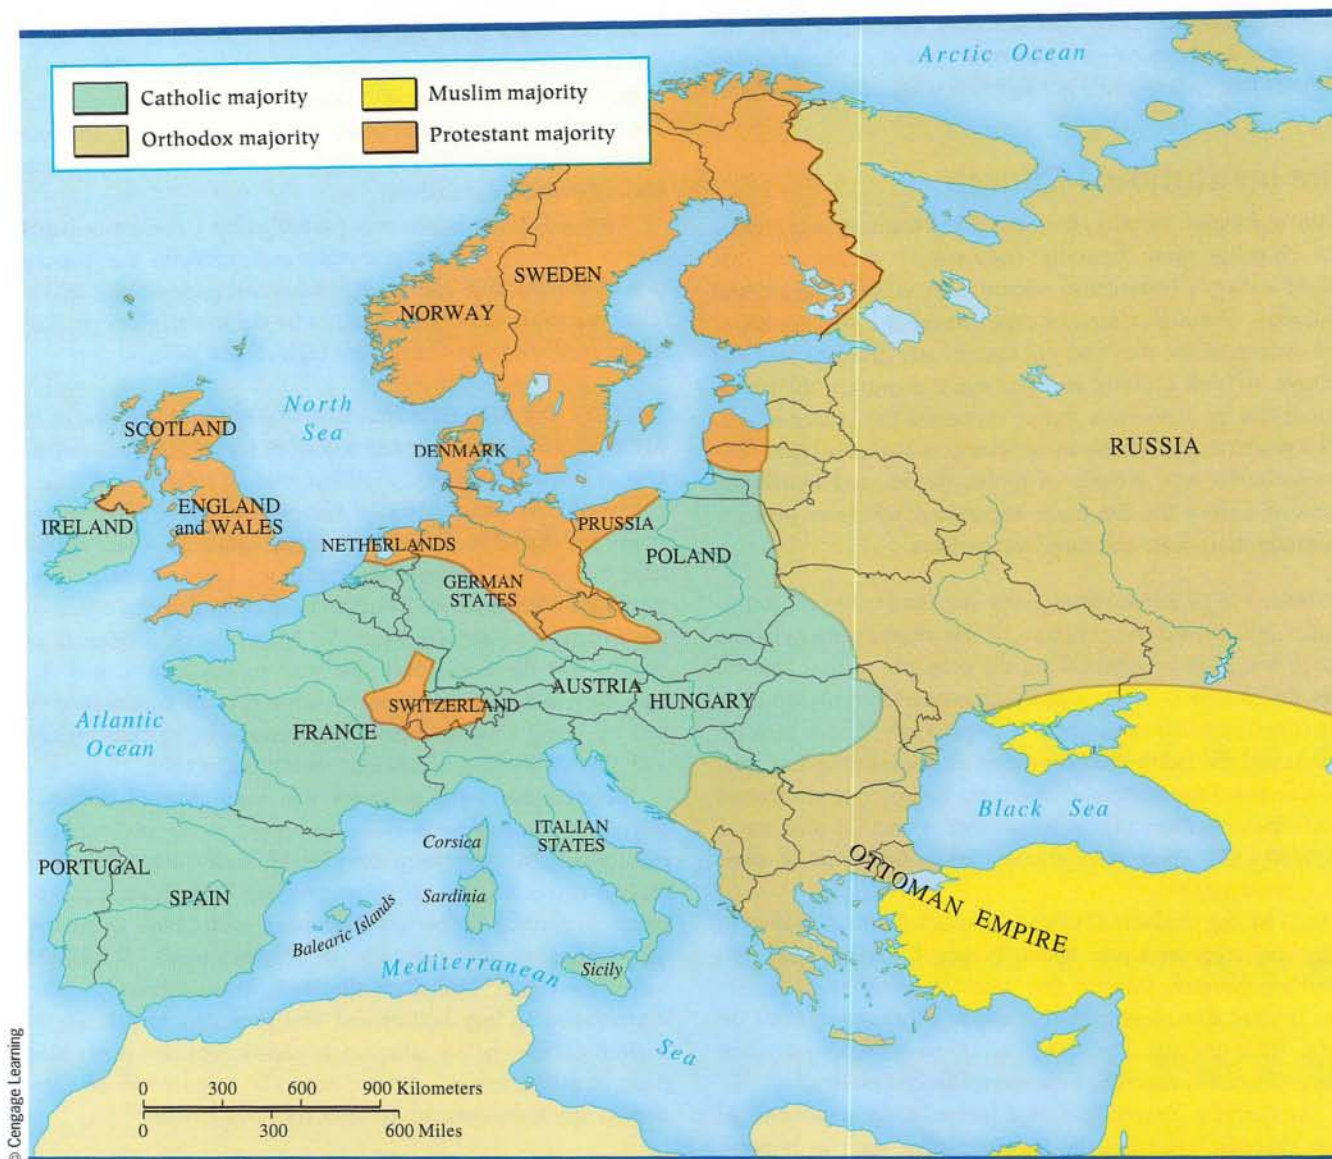 Arctic Ocean
Catholic majority
Muslim majority
Orthodox majority
Protestant majority
SWEDEN
NORWAY
North
Sea
SCOTLAND
DENMARK
RUSSIA
ENGLAND
and WALES
IRELAND
NETHERLANDS
PRUSSIA
POLAND
GERMAN
STATES
AUSTRIA
HUNGARY
SWITZERLAND
FRANCE
Atlantic
Ocean
Black Sea
ITALIAN
STATES
Corsica
PORTUGAL
SPAIN
Sardinia
Balearic Islands
OTTOMAN EMPIRE
Mediterranean
Sicily
Sea
0 300 600 900 Kilometers
0 300 600 Miles
© Cengage Learning